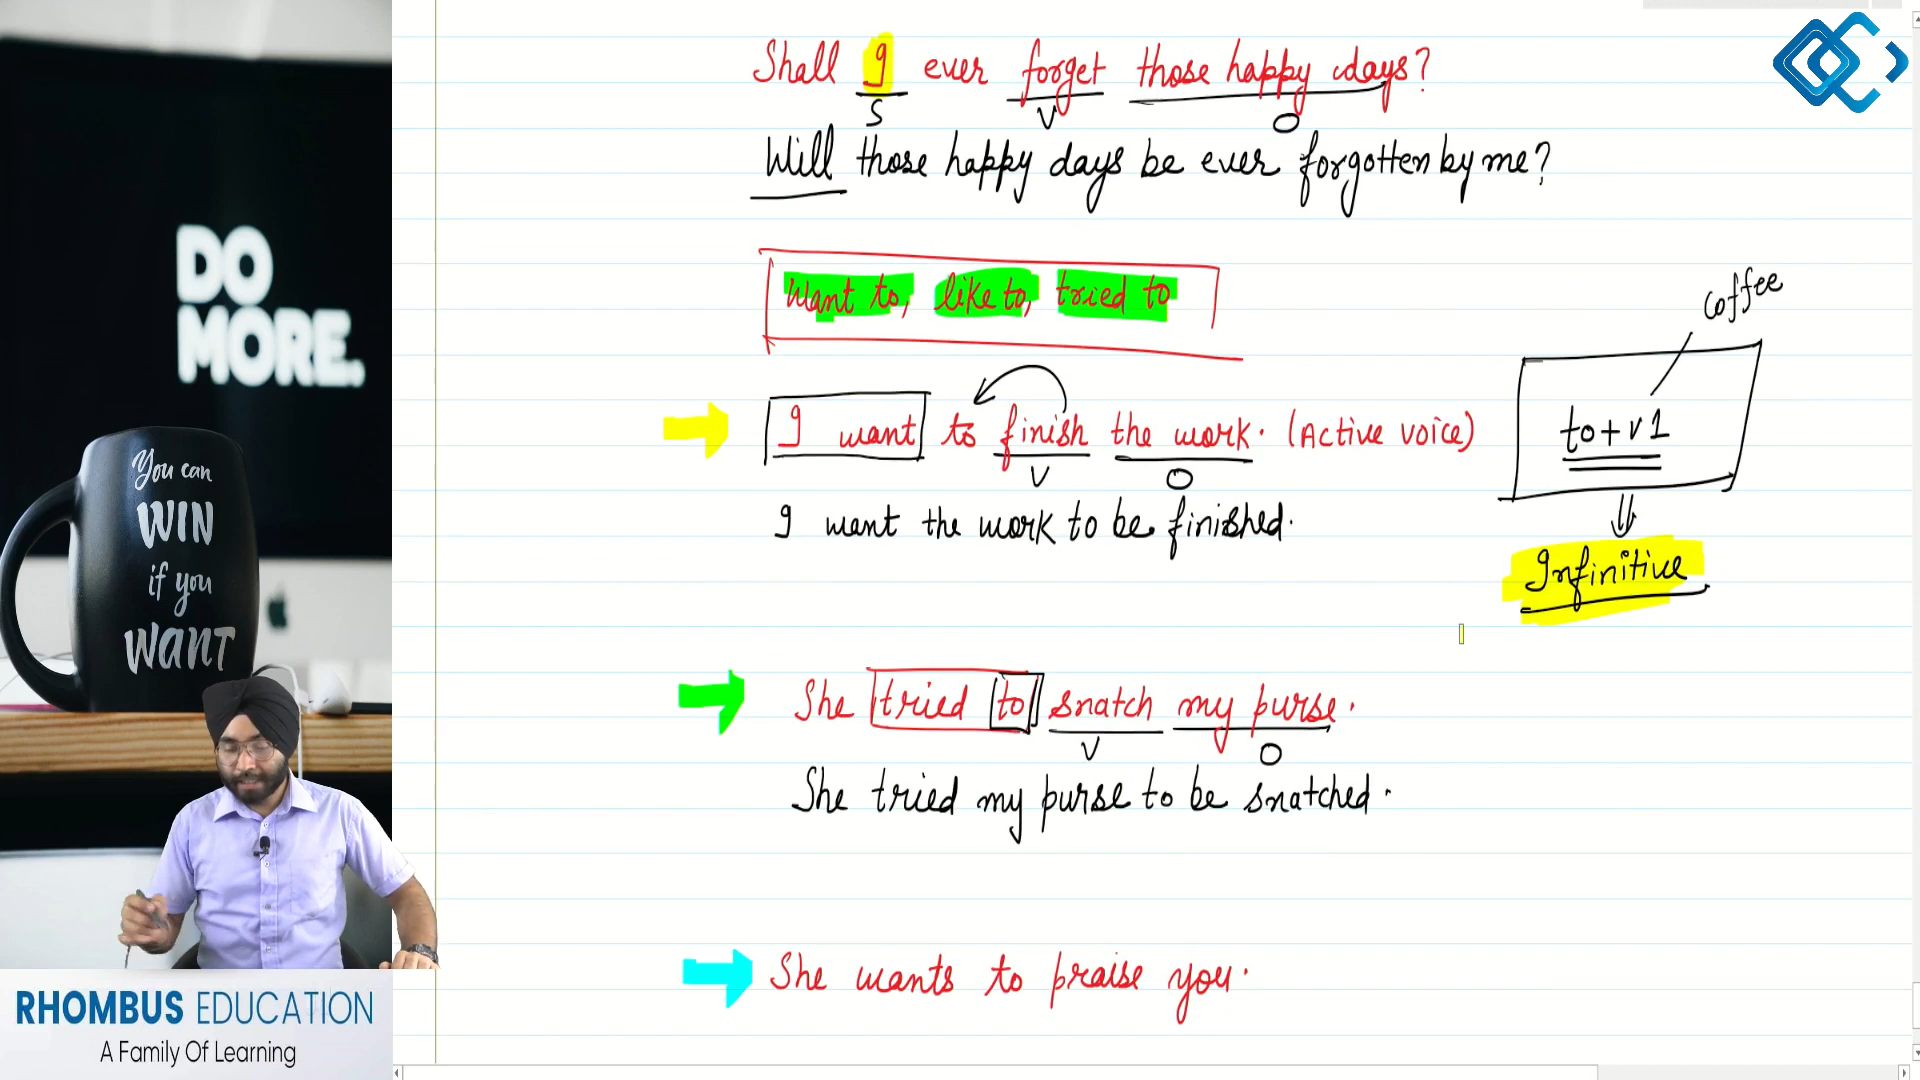 DO
MORE.
You can
WIN
if you
WANT
RHOMBUS EDUCATION
A Family Of Learning
Shall I ever forget those happy days?
S V O
Will those happy days be ever forgotten by me?
Want to, like to, tried to
I want to finish the work. (Active voice)
V O
I want the work to be finished.
coffee
to+v1
Infinitive
She tried to snatch my purse.
V O
She tried my purse to be snatched.
She wants to praise you.